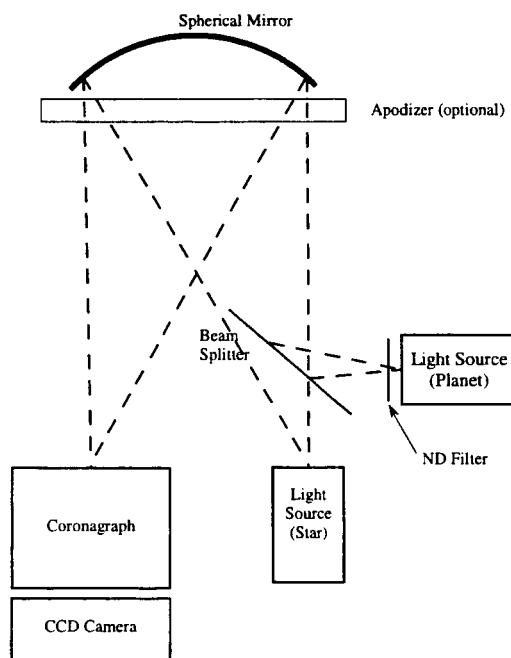 Spherical Mirror
Apodizer (optional)
Beam
Splitter
Light Source
(Planet)
ND Filter
Light
Source
(Star)
Coronagraph
CCD Camera